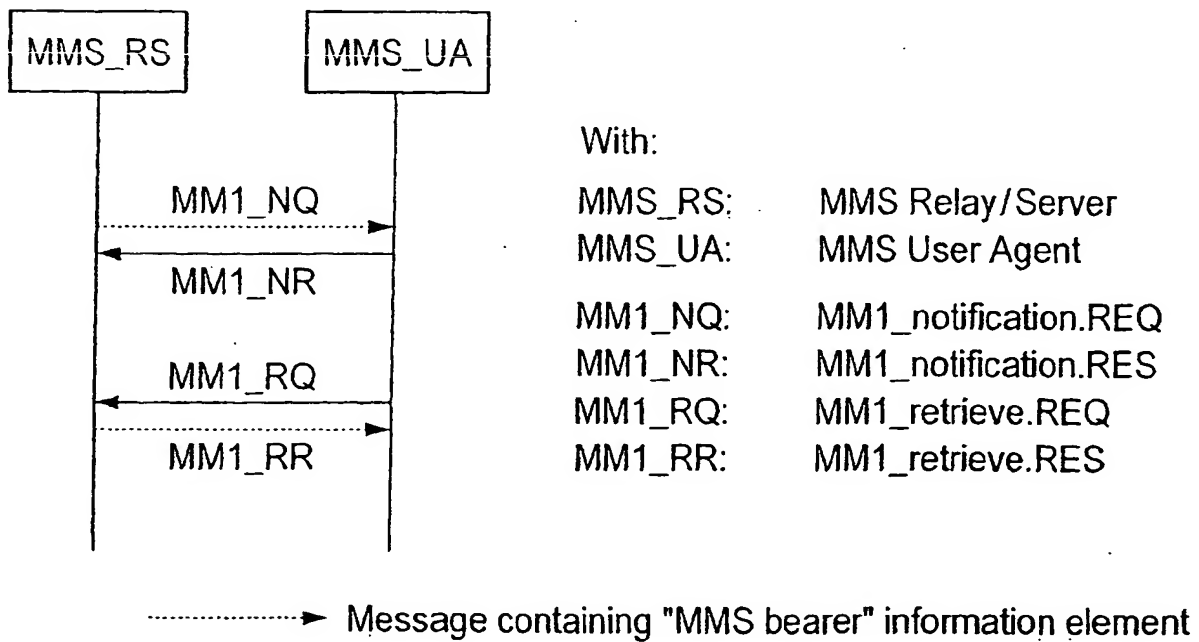 MMS_RS
MMS_UA
MM1_NQ
MM1_NR
MM1_RQ
MM1_RR
With:
MMS_RS: MMS Relay/Server
MMS_UA: MMS User Agent
MM1_NQ: MM1_notification.REQ
MM1_NR: MM1_notification.RES
MM1_RQ: MM1_retrieve.REQ
MM1_RR: MM1_retrieve.RES
Message containing "MMS bearer" information element